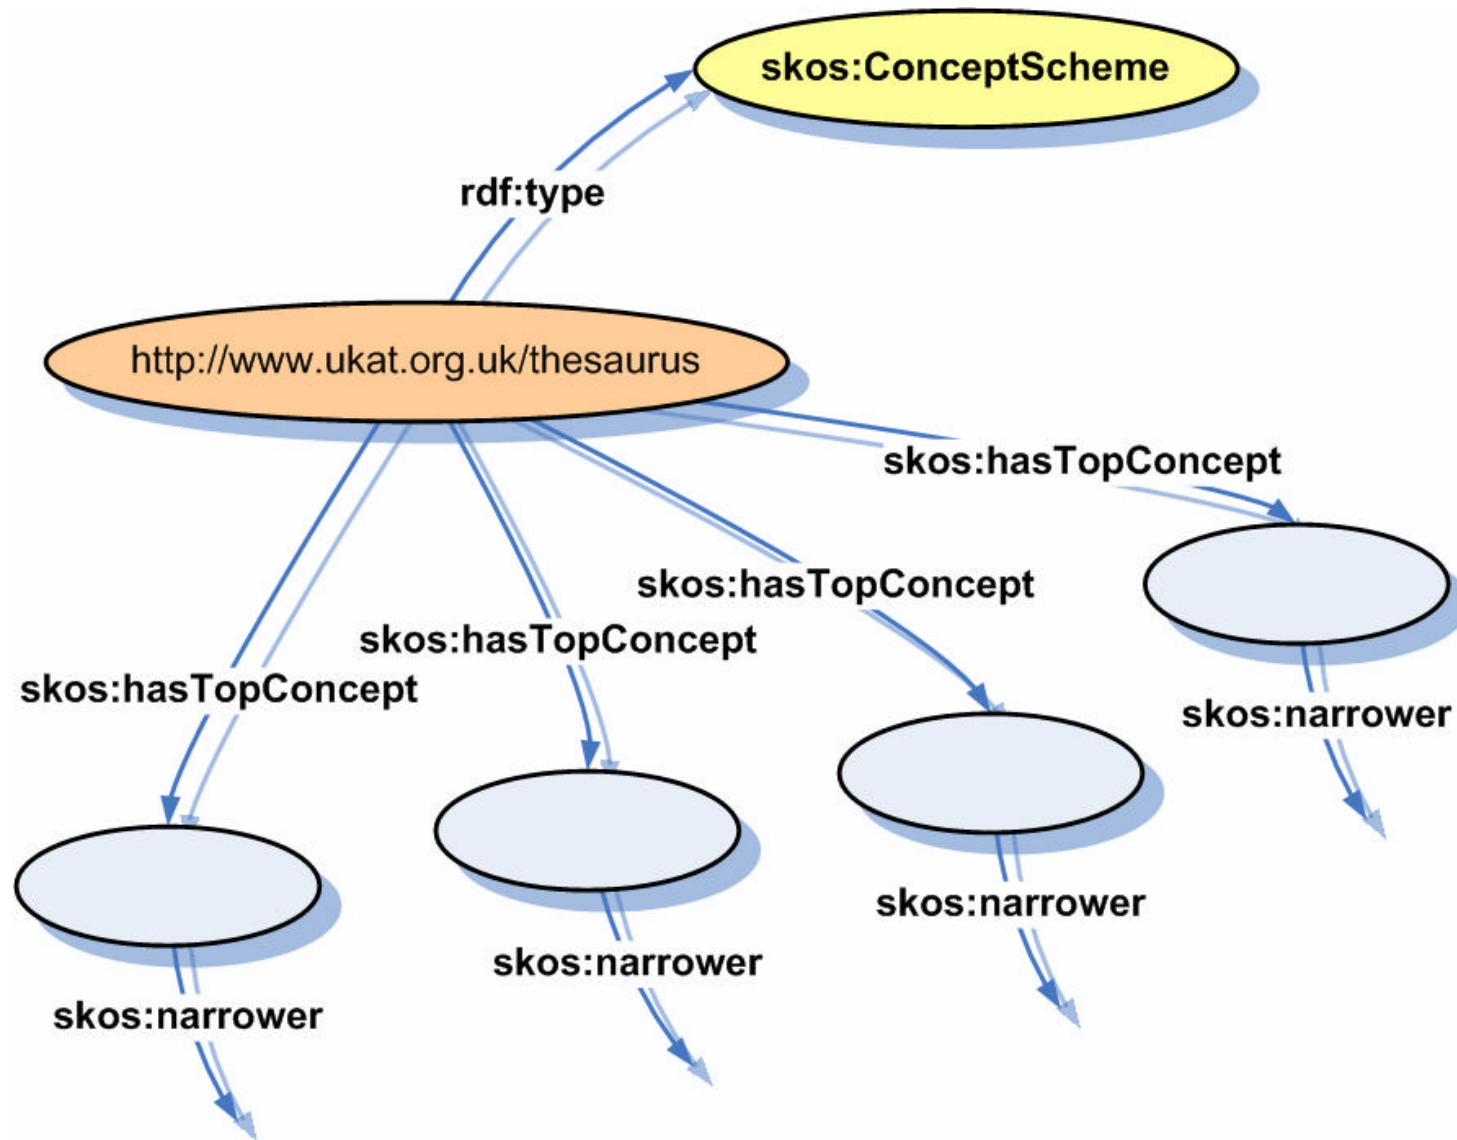 skos:ConceptScheme
rdf:type
http://www.ukat.org.uk/thesaurus
skos:hasTopConcept
skos:hasTopConcept
skos:hasTopConcept
skos:hasTopConcept
skos:narrower
skos:narrower
skos:narrower
skos:narrower